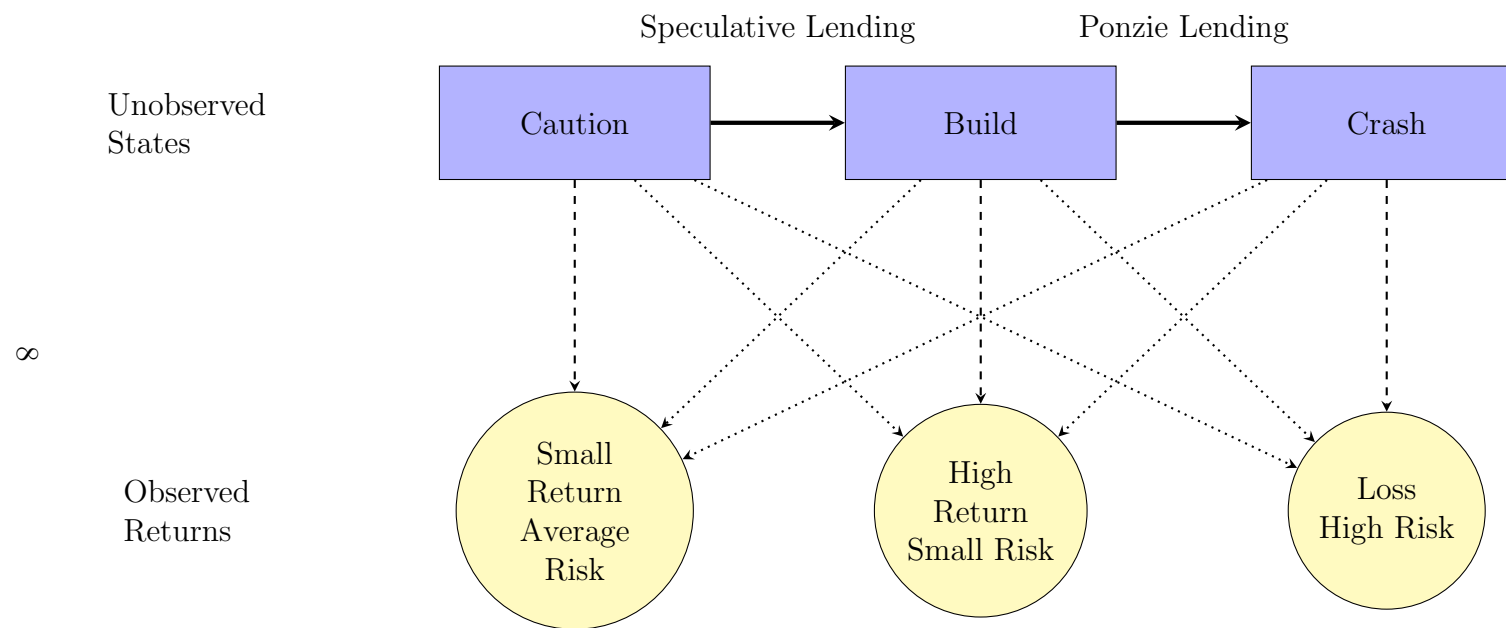 Speculative Lending
Ponzie Lending
Unobserved
States
Caution
Build
Crash
∞
Observed
Returns
Small
Return
Average
Risk
High
Return
Small Risk
Loss
High Risk